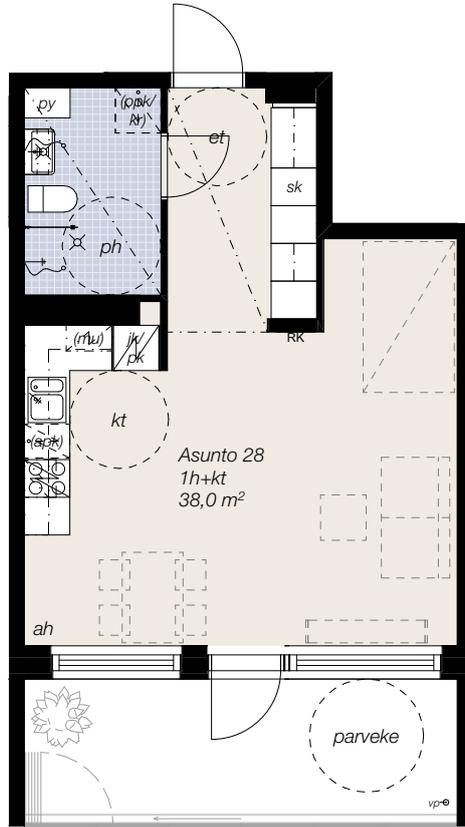 py
(ppk/
kr)
et
sk
ph
RK
(mu)
jk/
pk
kt
(apk)
Asunto 28
1h+kt
38,0 m²
ah
parveke
vp